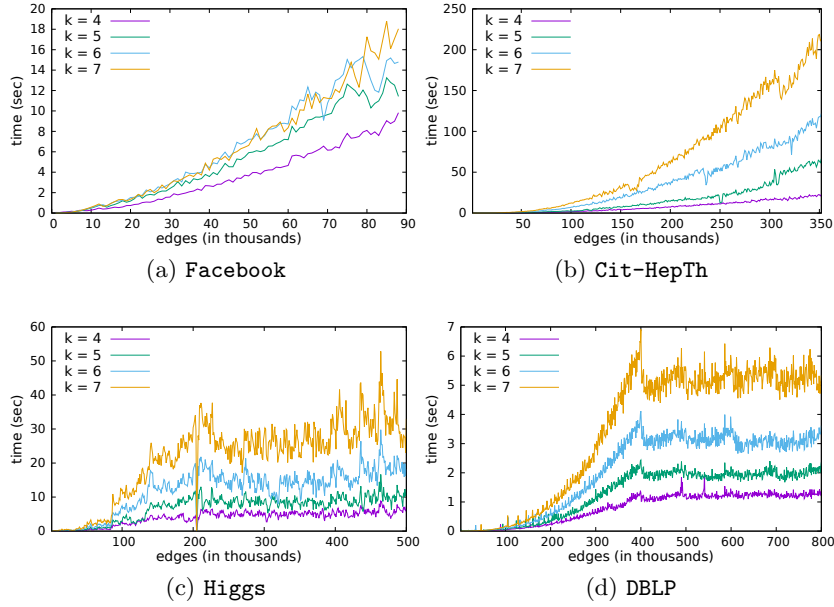 20
18
16
14
12
10
8
6
4
2
0
time (sec)
k = 4
k = 5
k = 6
k = 7
0 10 20 30 40 50 60 70 80 90
edges (in thousands)
(a) Facebook
250
200
150
100
50
0
time (sec)
k = 4
k = 5
k = 6
k = 7
50 100 150 200 250 300 350
edges (in thousands)
(b) Cit-HepTh
60
50
40
30
20
10
0
time (sec)
k = 4
k = 5
k = 6
k = 7
100 200 300 400 500
edges (in thousands)
(c) Higgs
7
6
5
4
3
2
1
0
time (sec)
k = 4
k = 5
k = 6
k = 7
100 200 300 400 500 600 700 800
edges (in thousands)
(d) DBLP